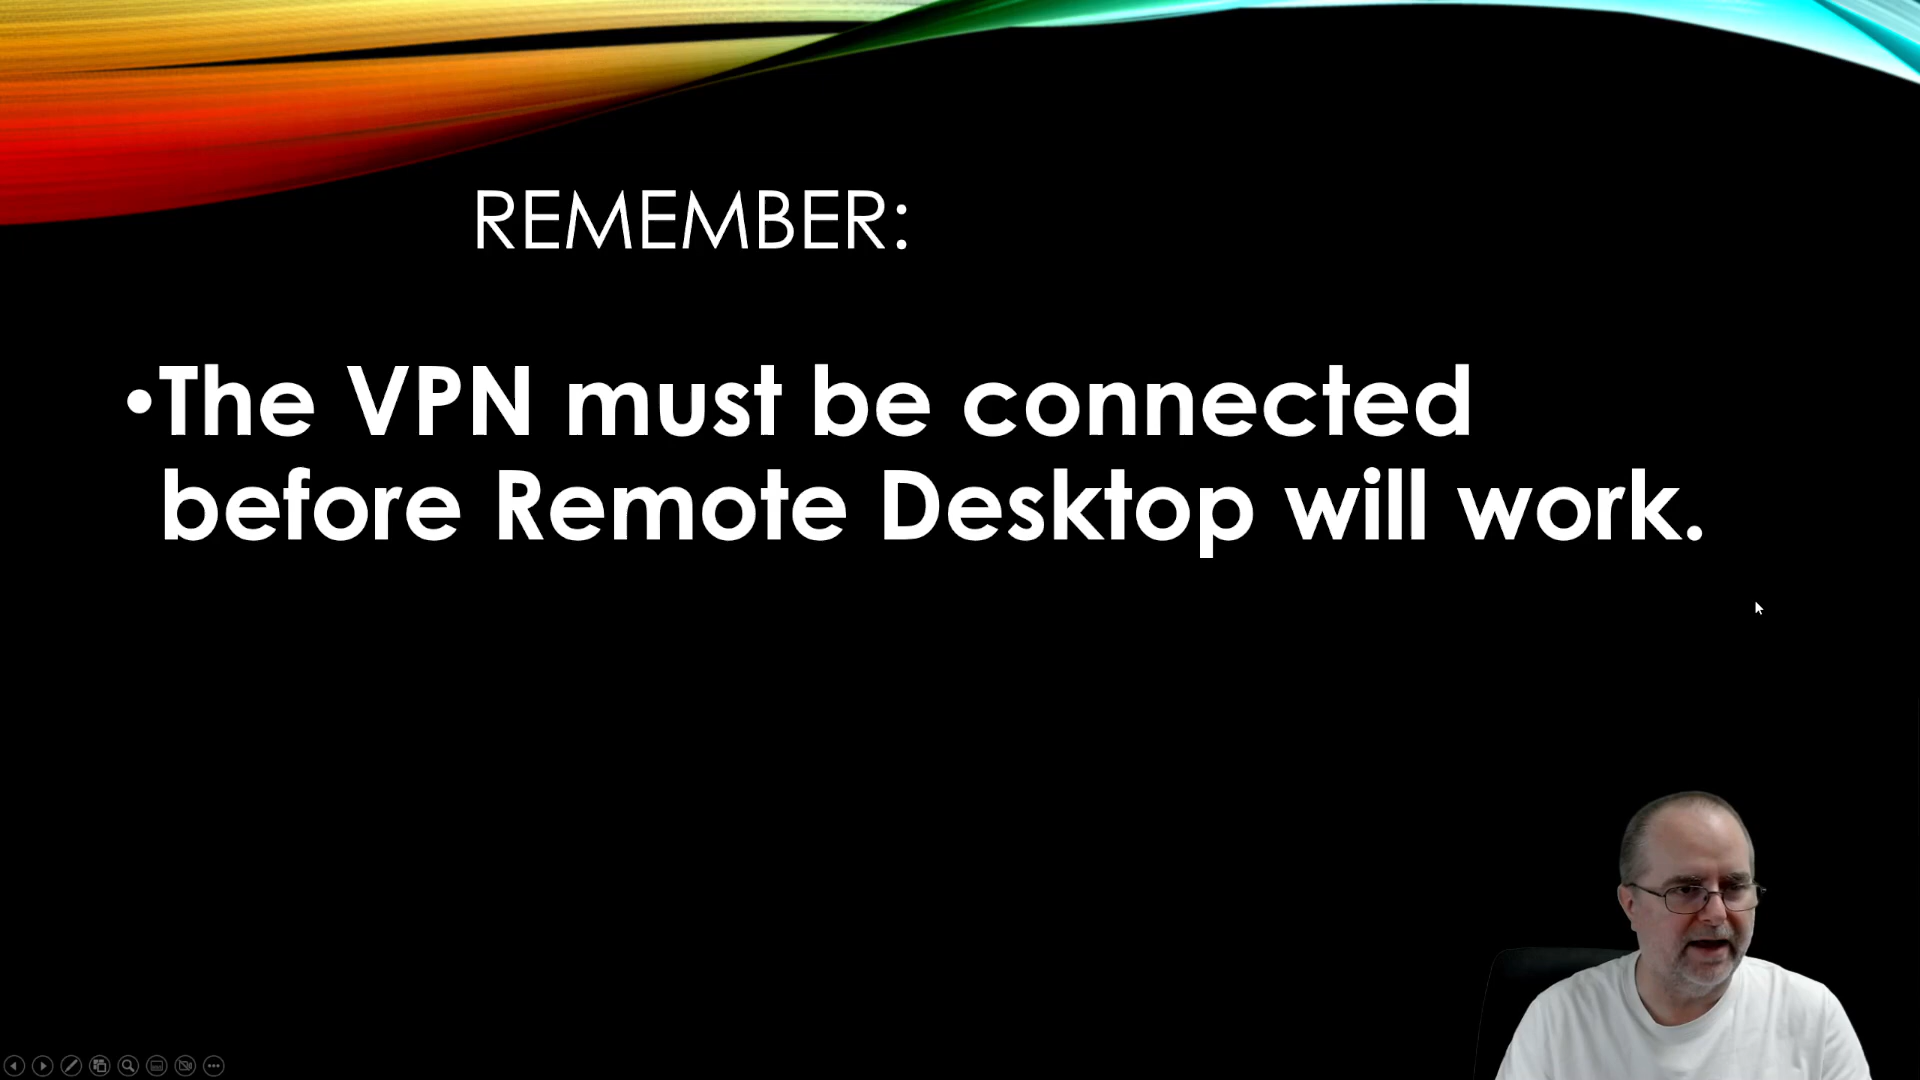 REMEMBER:
•The VPN must be connected
before Remote Desktop will work.